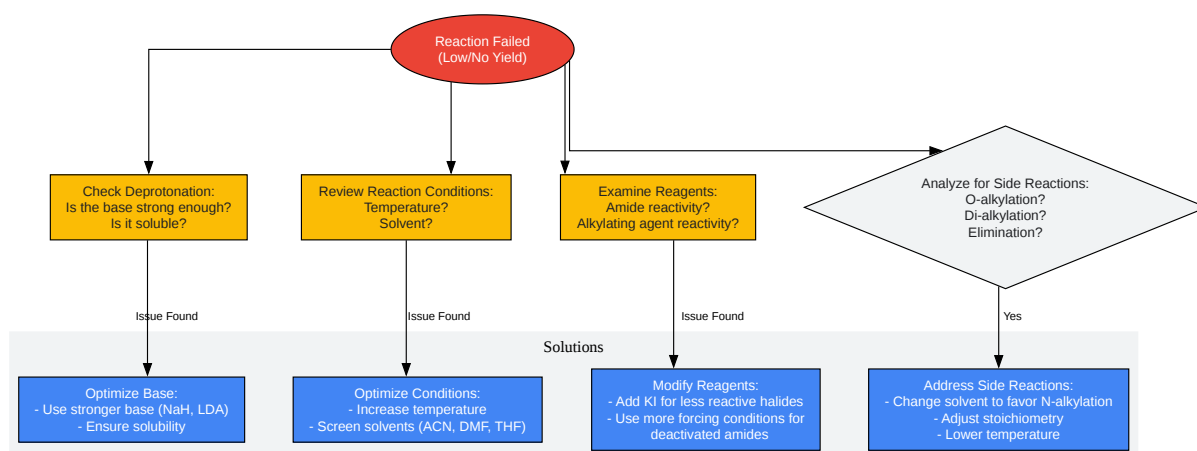 Reaction Failed
(Low/No Yield)
Check Deprotonation:
Is the base strong enough?
Is it soluble?
Review Reaction Conditions:
Temperature?
Solvent?
Examine Reagents:
Amide reactivity?
Alkylating agent reactivity?
Analyze for Side Reactions:
O-alkylation?
Di-alkylation?
Elimination?
Issue Found
Issue Found
Issue Found
Yes
Solutions
Optimize Base:
- Use stronger base (NaH, LDA)
- Ensure solubility
Optimize Conditions:
- Increase temperature
- Screen solvents (ACN, DMF, THF)
Modify Reagents:
- Add KI for less reactive halides
- Use more forcing conditions for
deactivated amides
Address Side Reactions:
- Change solvent to favor N-alkylation
- Adjust stoichiometry
- Lower temperature